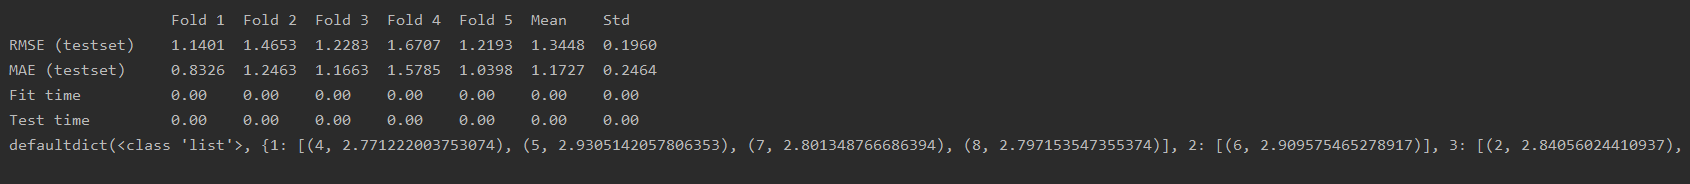 Fold 1  Fold 2  Fold 3  Fold 4  Fold 5  Mean    Std
RMSE (testset)    1.1401  1.4653  1.2283  1.6707  1.2193  1.3448  0.1960
MAE (testset)     0.8326  1.2463  1.1663  1.5785  1.0398  1.1727  0.2464
Fit time          0.00    0.00    0.00    0.00    0.00    0.00    0.00
Test time         0.00    0.00    0.00    0.00    0.00    0.00    0.00
defaultdict(<class 'list'>, {1: [(4, 2.771222003753074), (5, 2.9305142057806353), (7, 2.801348766686394), (8, 2.797153547355374)], 2: [(6, 2.909575465278917)], 3: [(2, 2.84056024410937),